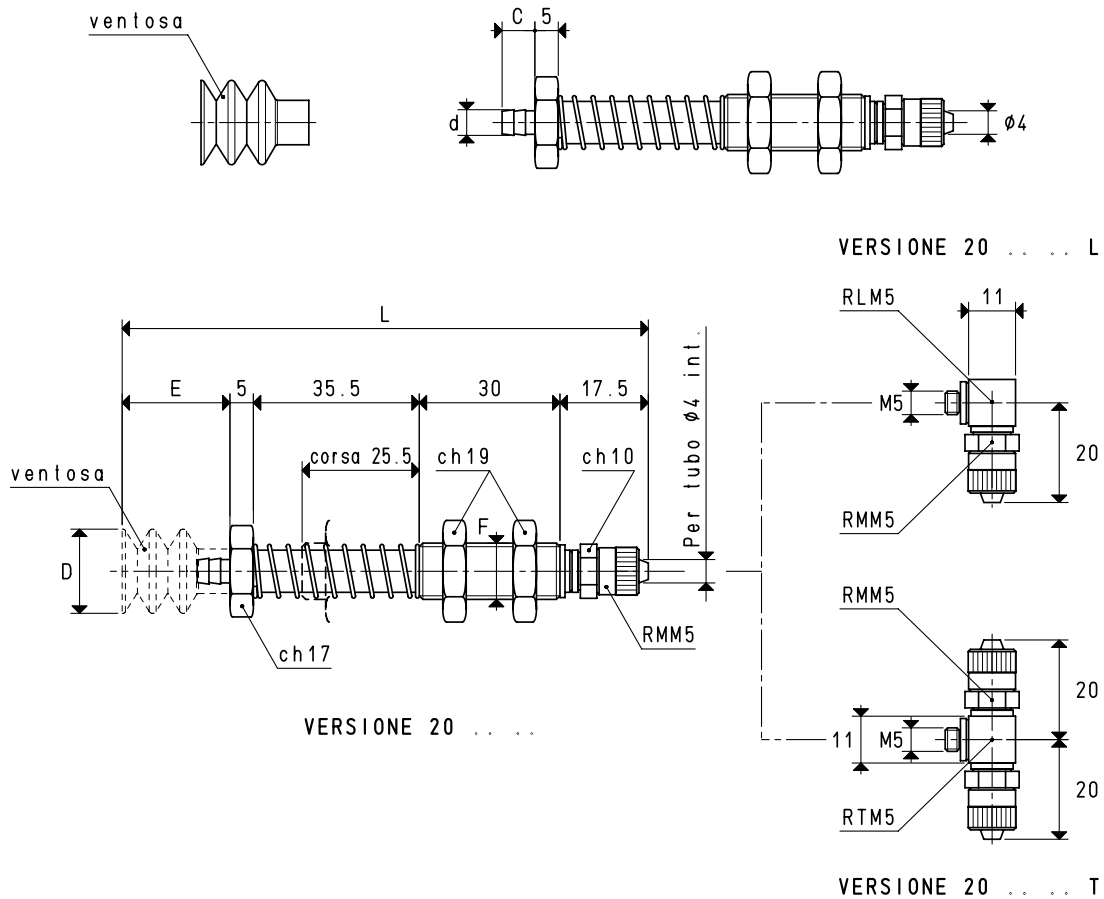 ventosa
C 5
d
ø4
VERSIONE 20 .. .. L
RLM5
11
M5
20
RMM5
L
E 5 35.5 30 17.5
Per tubo ø4 int.
corsa 25.5
ch19
ch10
ventosa
D
F
ch17
RMM5
VERSIONE 20 .. ..
RMM5
20
11
M5
20
RTM5
VERSIONE 20 .. .. T